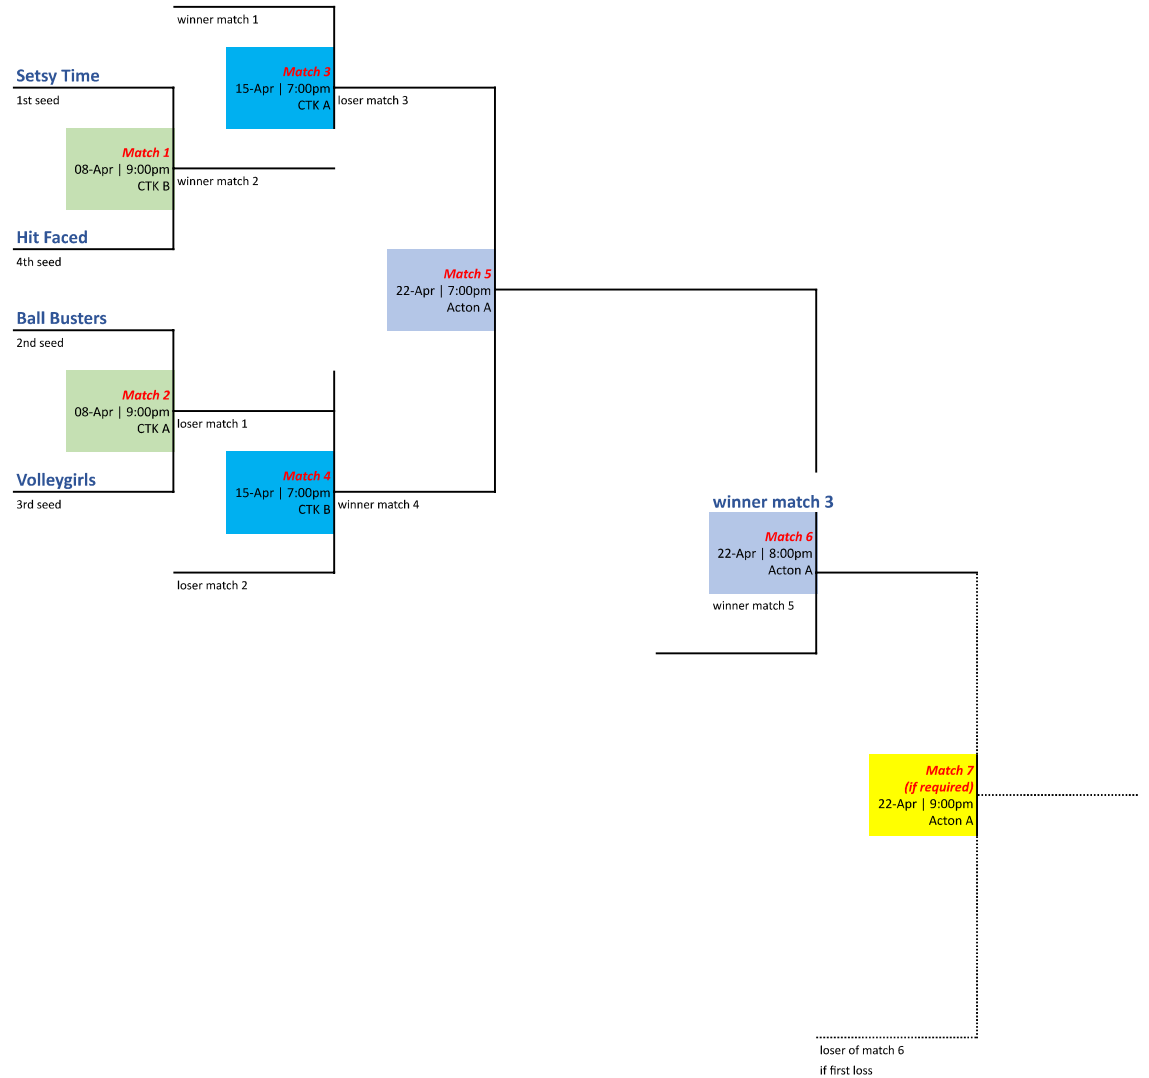 winner match 1
Match 3
15-Apr | 7:00pm
CTK A
loser match 3
Setsy Time
1st seed
Match 1
08-Apr | 9:00pm
CTK B
winner match 2
Hit Faced
4th seed
Match 5
22-Apr | 7:00pm
Acton A
Ball Busters
2nd seed
Match 2
08-Apr | 9:00pm
CTK A
loser match 1
Match 4
15-Apr | 7:00pm
CTK B
winner match 4
Volleygirls
3rd seed
loser match 2
winner match 3
Match 6
22-Apr | 8:00pm
Acton A
winner match 5
Match 7
(if required)
22-Apr | 9:00pm
Acton A
loser of match 6
if first loss